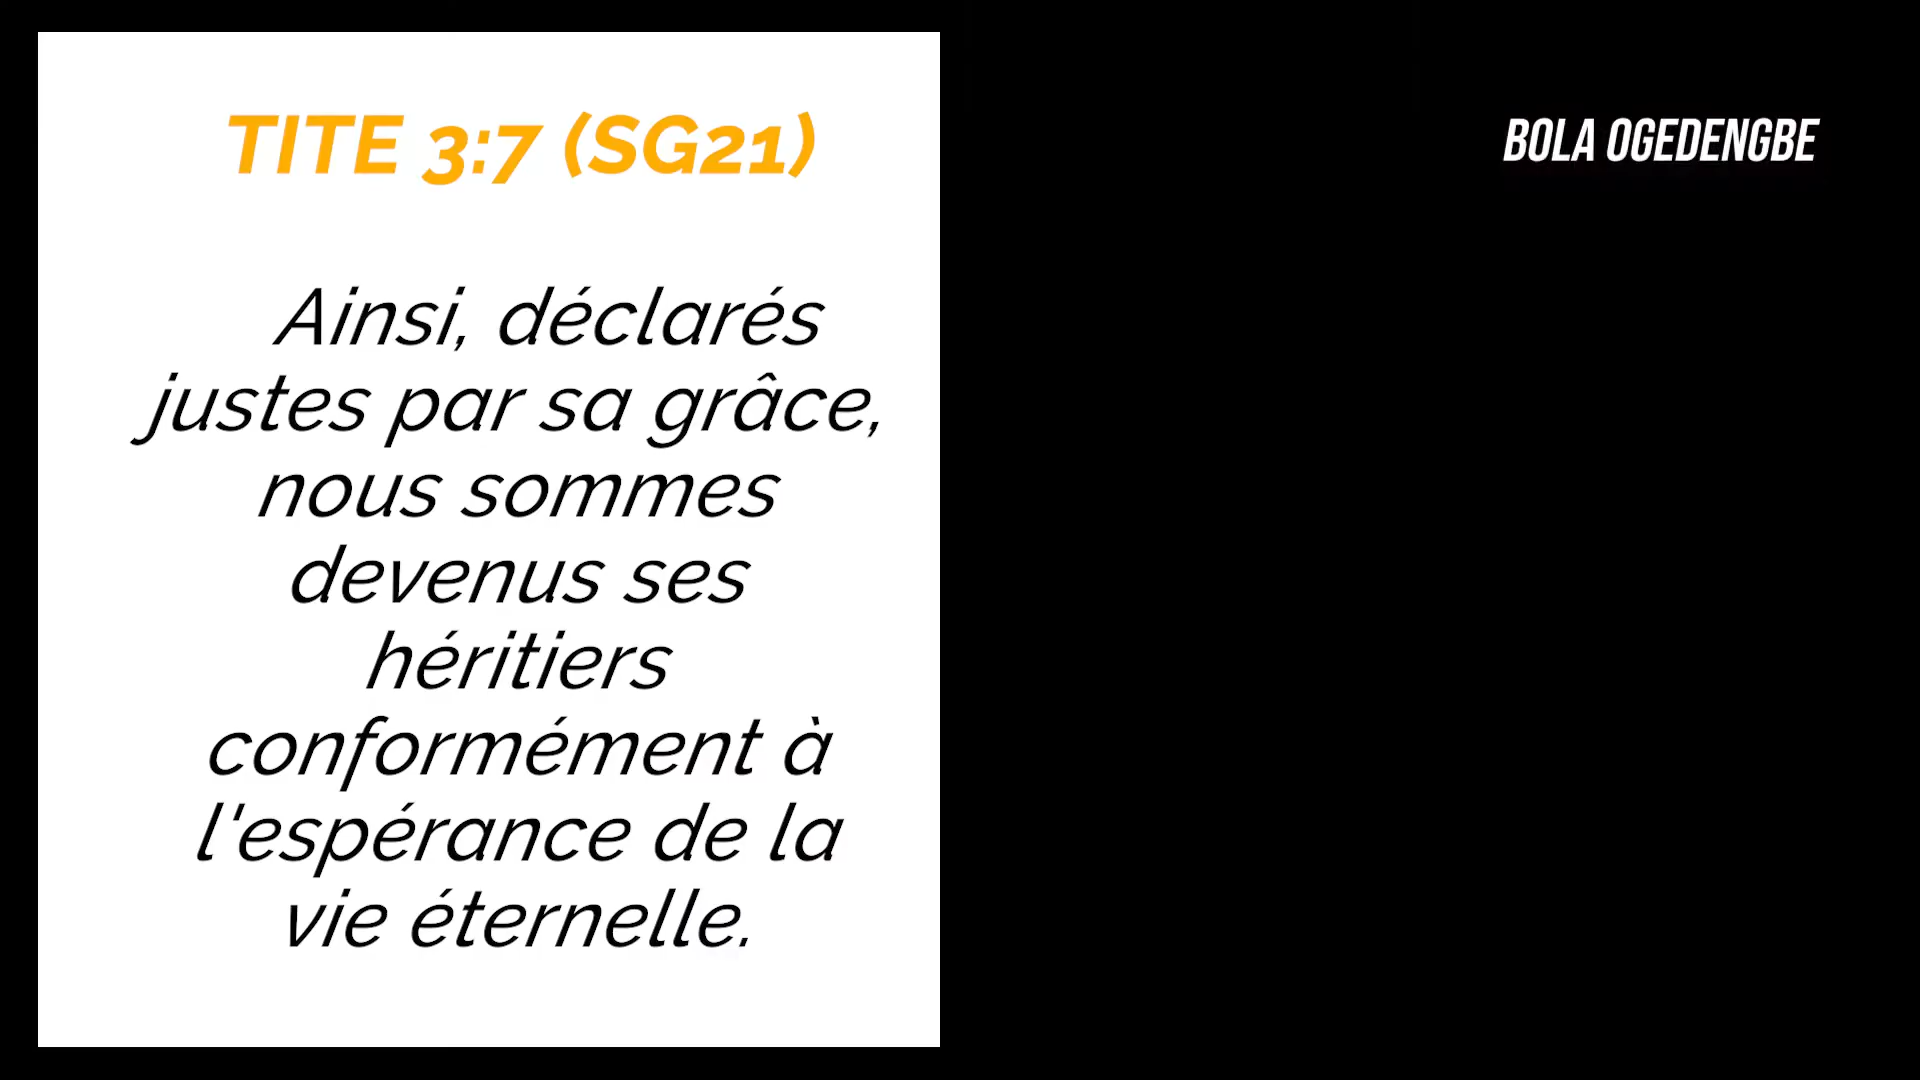 TITE 3:7 (SG21)
Ainsi, déclarés
justes par sa grâce,
nous sommes
devenus ses
héritiers
conformément à
l'espérance de la
vie éternelle.
BOLA OGEDENGBE